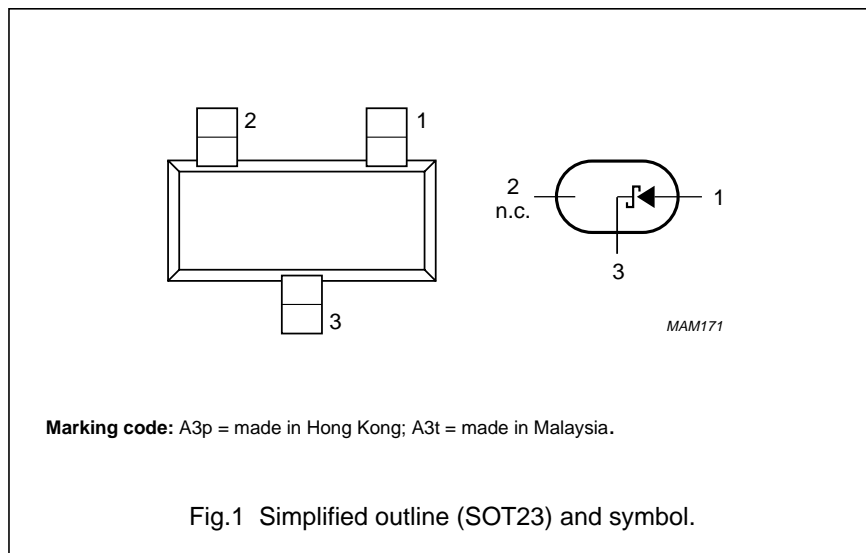 2
1
3
2
n.c.
1
3
MAM171
Marking code: A3p = made in Hong Kong; A3t = made in Malaysia.
Fig.1 Simplified outline (SOT23) and symbol.